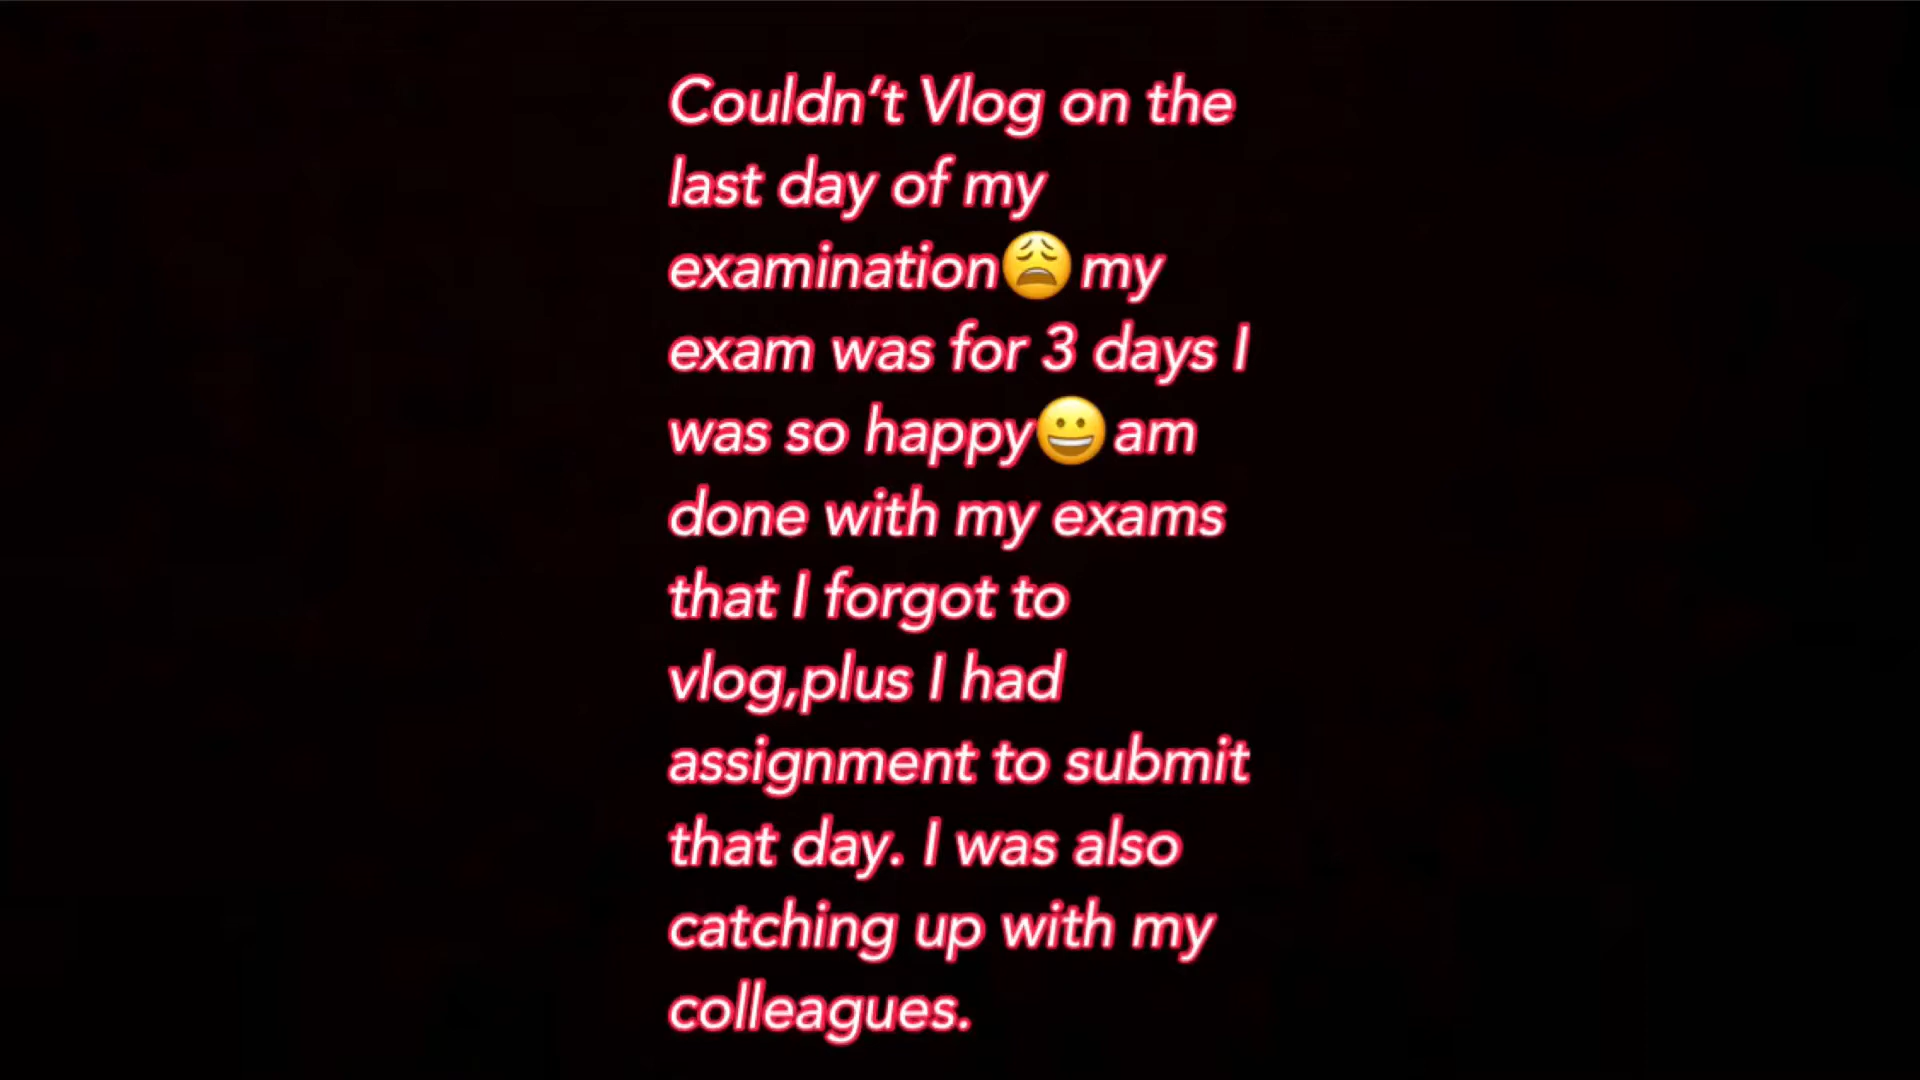 Couldn’t Vlog on the
last day of my
examination😩 my
exam was for 3 days I
was so happy😀 am
done with my exams
that I forgot to
vlog,plus I had
assignment to submit
that day. I was also
catching up with my
colleagues.